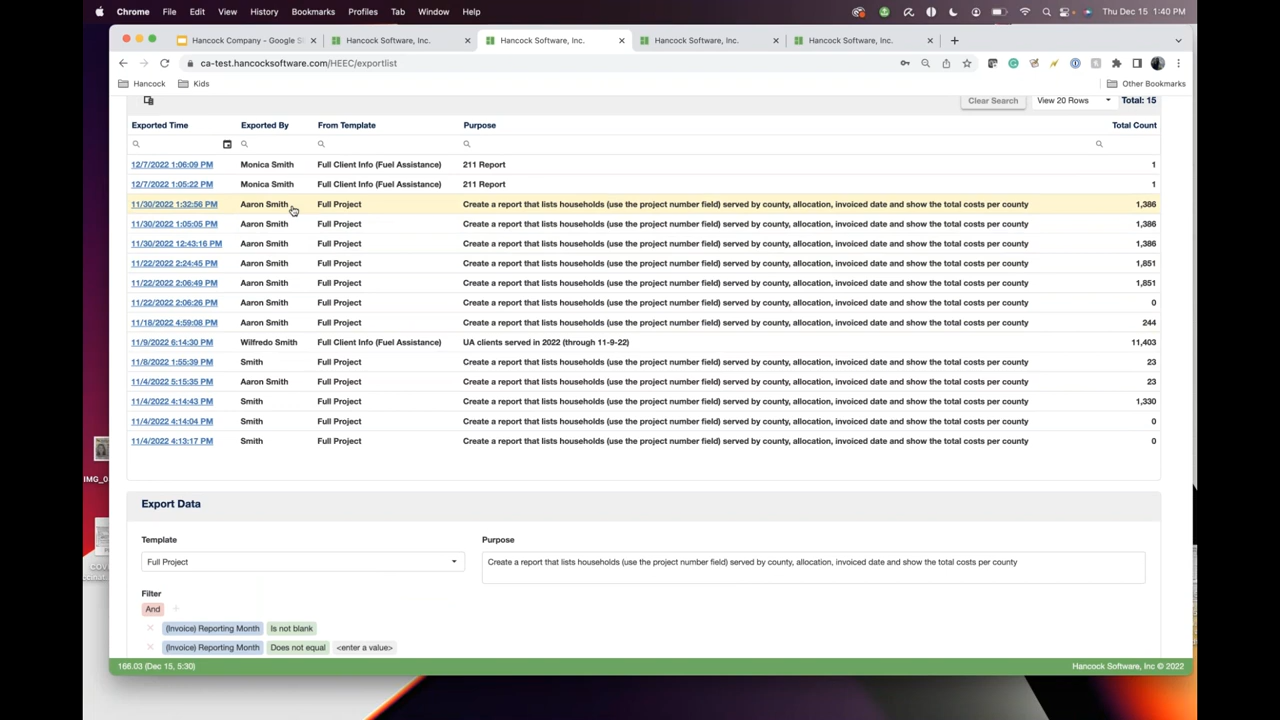 Chrome File Edit View History Bookmarks Profiles Tab Window Help Thu Dec 15 1:40 PM
Hancock Company - Google Sl Hancock Software, Inc. Hancock Software, Inc. Hancock Software, Inc. Hancock Software, Inc.
ca-test.hancocksoftware.com/HEEC/exportlist
Hancock Kids Other Bookmarks
Clear Search View 20 Rows Total: 15
Exported Time Exported By From Template Purpose Total Count
12/7/2022 1:06:09 PM Monica Smith Full Client Info (Fuel Assistance) 211 Report 1
12/7/2022 1:05:22 PM Monica Smith Full Client Info (Fuel Assistance) 211 Report 1
11/30/2022 1:32:56 PM Aaron Smith Full Project Create a report that lists households (use the project number field) served by county, allocation, invoiced date and show the total costs per county 1,386
11/30/2022 1:05:05 PM Aaron Smith Full Project Create a report that lists households (use the project number field) served by county, allocation, invoiced date and show the total costs per county 1,386
11/30/2022 12:43:16 PM Aaron Smith Full Project Create a report that lists households (use the project number field) served by county, allocation, invoiced date and show the total costs per county 1,386
11/22/2022 2:24:45 PM Aaron Smith Full Project Create a report that lists households (use the project number field) served by county, allocation, invoiced date and show the total costs per county 1,851
11/22/2022 2:06:49 PM Aaron Smith Full Project Create a report that lists households (use the project number field) served by county, allocation, invoiced date and show the total costs per county 1,851
11/22/2022 2:06:26 PM Aaron Smith Full Project Create a report that lists households (use the project number field) served by county, allocation, invoiced date and show the total costs per county 0
11/18/2022 4:59:08 PM Aaron Smith Full Project Create a report that lists households (use the project number field) served by county, allocation, invoiced date and show the total costs per county 244
11/9/2022 6:14:30 PM Wilfredo Smith Full Client Info (Fuel Assistance) UA clients served in 2022 (through 11-9-22) 11,403
11/8/2022 1:55:39 PM Smith Full Project Create a report that lists households (use the project number field) served by county, allocation, invoiced date and show the total costs per county 23
11/4/2022 5:15:35 PM Aaron Smith Full Project Create a report that lists households (use the project number field) served by county, allocation, invoiced date and show the total costs per county 23
11/4/2022 4:14:43 PM Smith Full Project Create a report that lists households (use the project number field) served by county, allocation, invoiced date and show the total costs per county 1,330
11/4/2022 4:14:04 PM Smith Full Project Create a report that lists households (use the project number field) served by county, allocation, invoiced date and show the total costs per county 0
11/4/2022 4:13:17 PM Smith Full Project Create a report that lists households (use the project number field) served by county, allocation, invoiced date and show the total costs per county 0
IMG_0
Export Data
Template Purpose
Full Project Create a report that lists households (use the project number field) served by county, allocation, invoiced date and show the total costs per county
Filter
And
(Invoice) Reporting Month Is not blank
(Invoice) Reporting Month Does not equal <enter a value>
166.03 (Dec 15, 5:30) Hancock Software, Inc © 2022